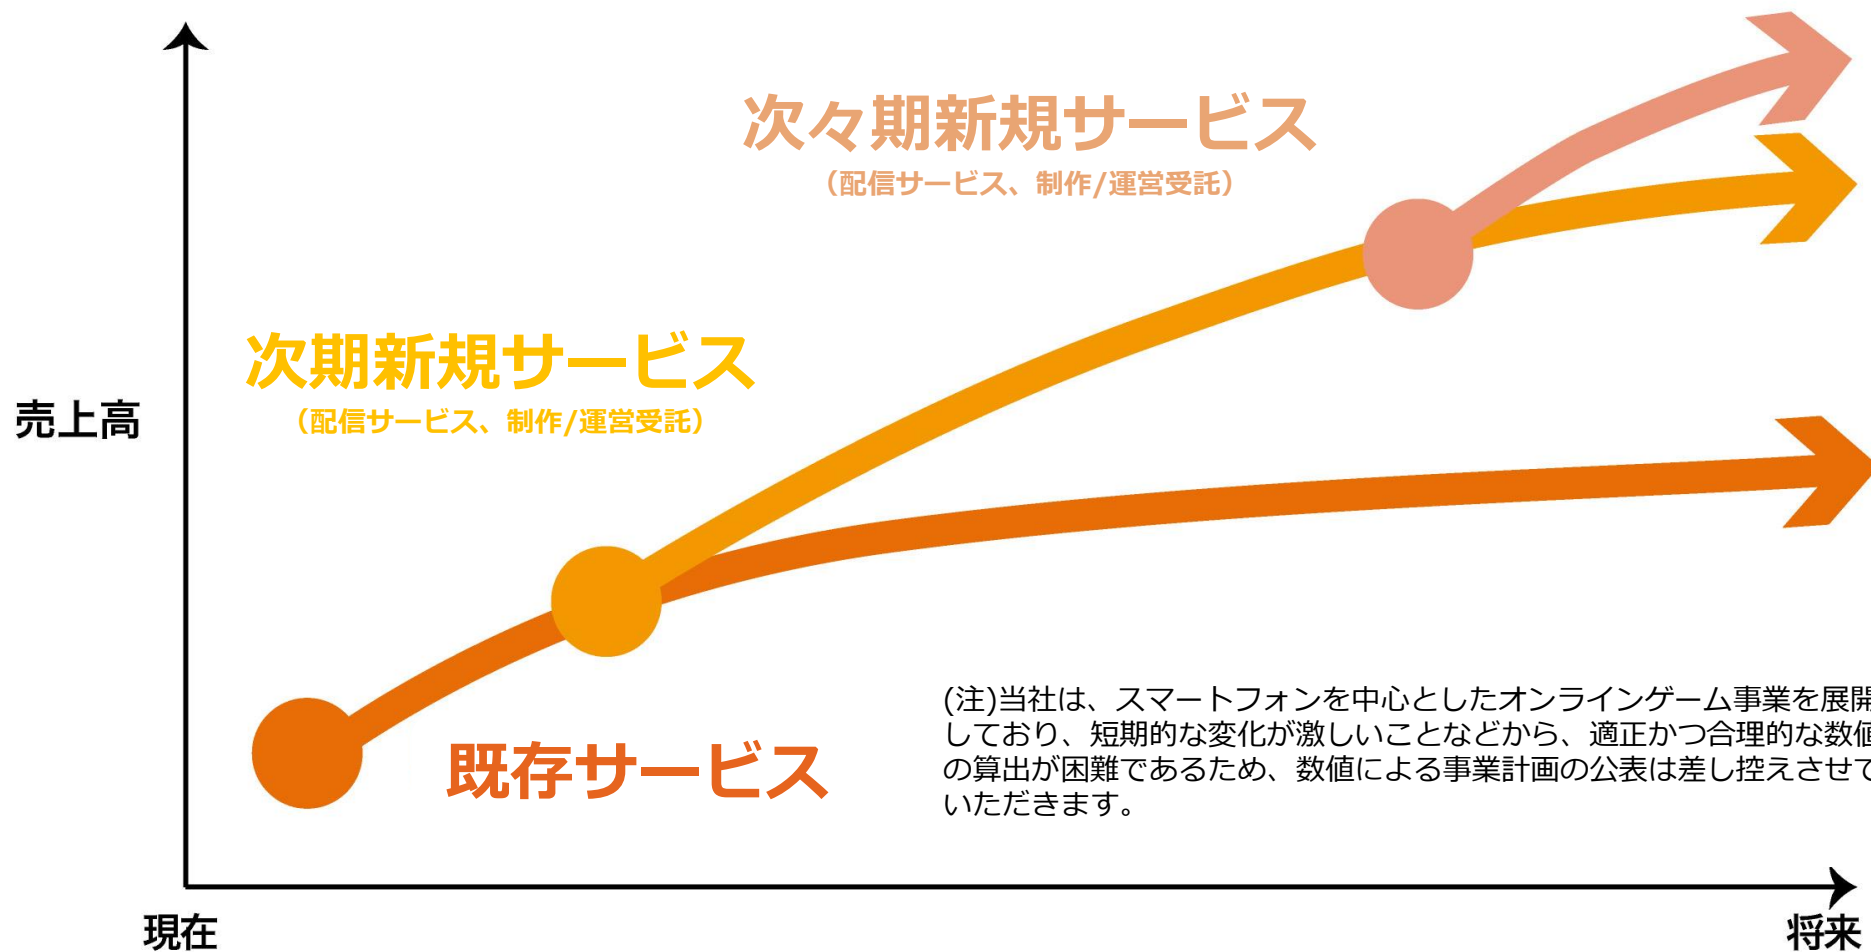 次々期新規サービス
（配信サービス、制作/運営受託）
次期新規サービス
（配信サービス、制作/運営受託）
売上高
既存サービス
(注)当社は、スマートフォンを中心としたオンラインゲーム事業を展開
しており、短期的な変化が激しいことなどから、適正かつ合理的な数値
の算出が困難であるため、数値による事業計画の公表は差し控えさせて
いただきます。
現在
将来